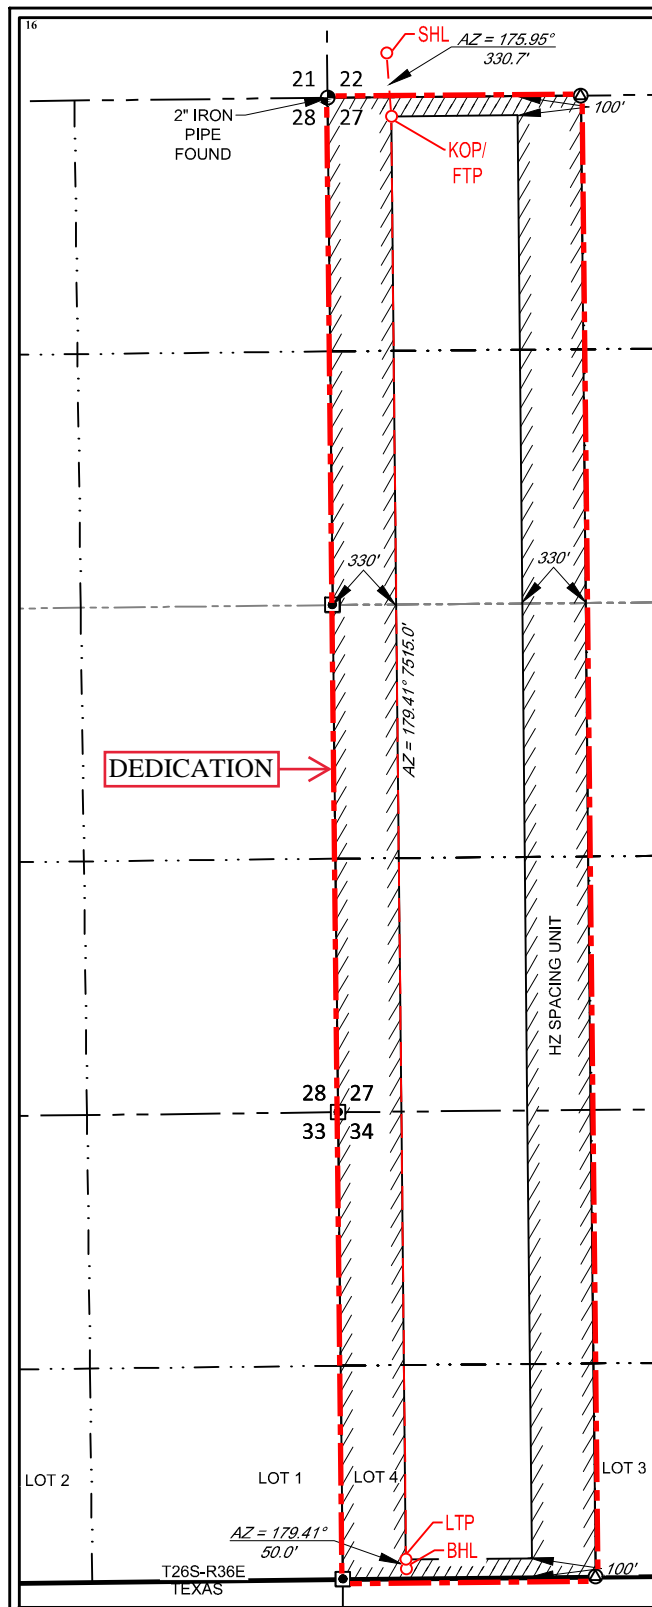 16
SHL
AZ = 175.95°
330.7'
21 22
28 27
2" IRON
PIPE
FOUND
100'
KOP/
FTP
330'
330'
AZ = 179.41° 7515.0'
DEDICATION
HZ SPACING UNIT
28 27
33 34
LOT 2
LOT 1
LOT 4
LOT 3
AZ = 179.41°
50.0'
LTP
BHL
100'
T26S-R36E
TEXAS